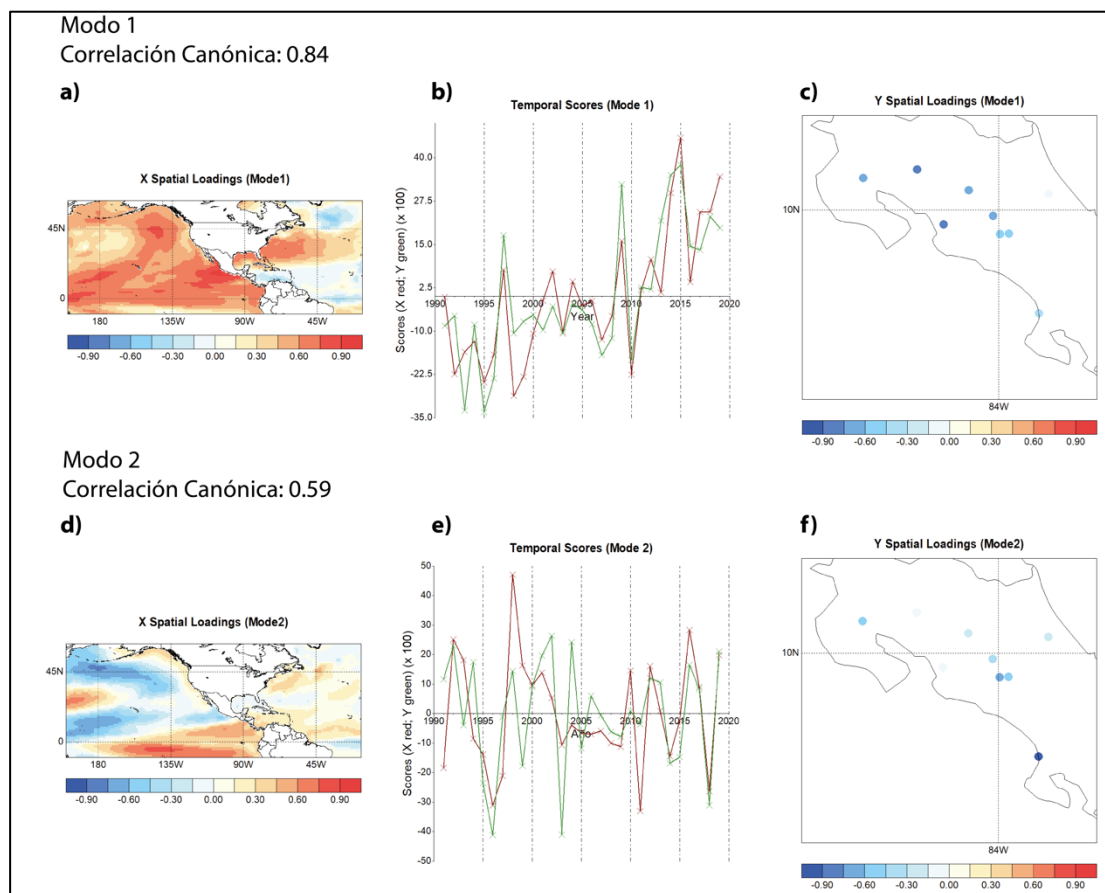 Modo 1
Correlación Canónica: 0.84
a)
b)
c)
X Spatial Loadings (Mode1)
45N
0
180 135W 90W 45W
-0.90 -0.60 -0.30 0.00 0.30 0.60 0.90
Temporal Scores (Mode 1)
Scores (X red; Y green) (x 100)
40.0
27.5
15.0
2.5
-10.0
-22.5
-35.0
1990 1995 2000 2005 2010 2015 2020
Year
Y Spatial Loadings (Mode1)
10N
84W
-0.90 -0.60 -0.30 0.00 0.30 0.60 0.90
Modo 2
Correlación Canónica: 0.59
d)
e)
f)
X Spatial Loadings (Mode2)
45N
0
180 135W 90W 45W
-0.90 -0.60 -0.30 0.00 0.30 0.60 0.90
Temporal Scores (Mode 2)
Scores (X red; Y green) (x 100)
50
40
30
20
10
0
-10
-20
-30
-40
-50
1990 1995 2000 2005 2010 2015 2020
Año
Y Spatial Loadings (Mode2)
10N
84W
-0.90 -0.60 -0.30 0.00 0.30 0.60 0.90